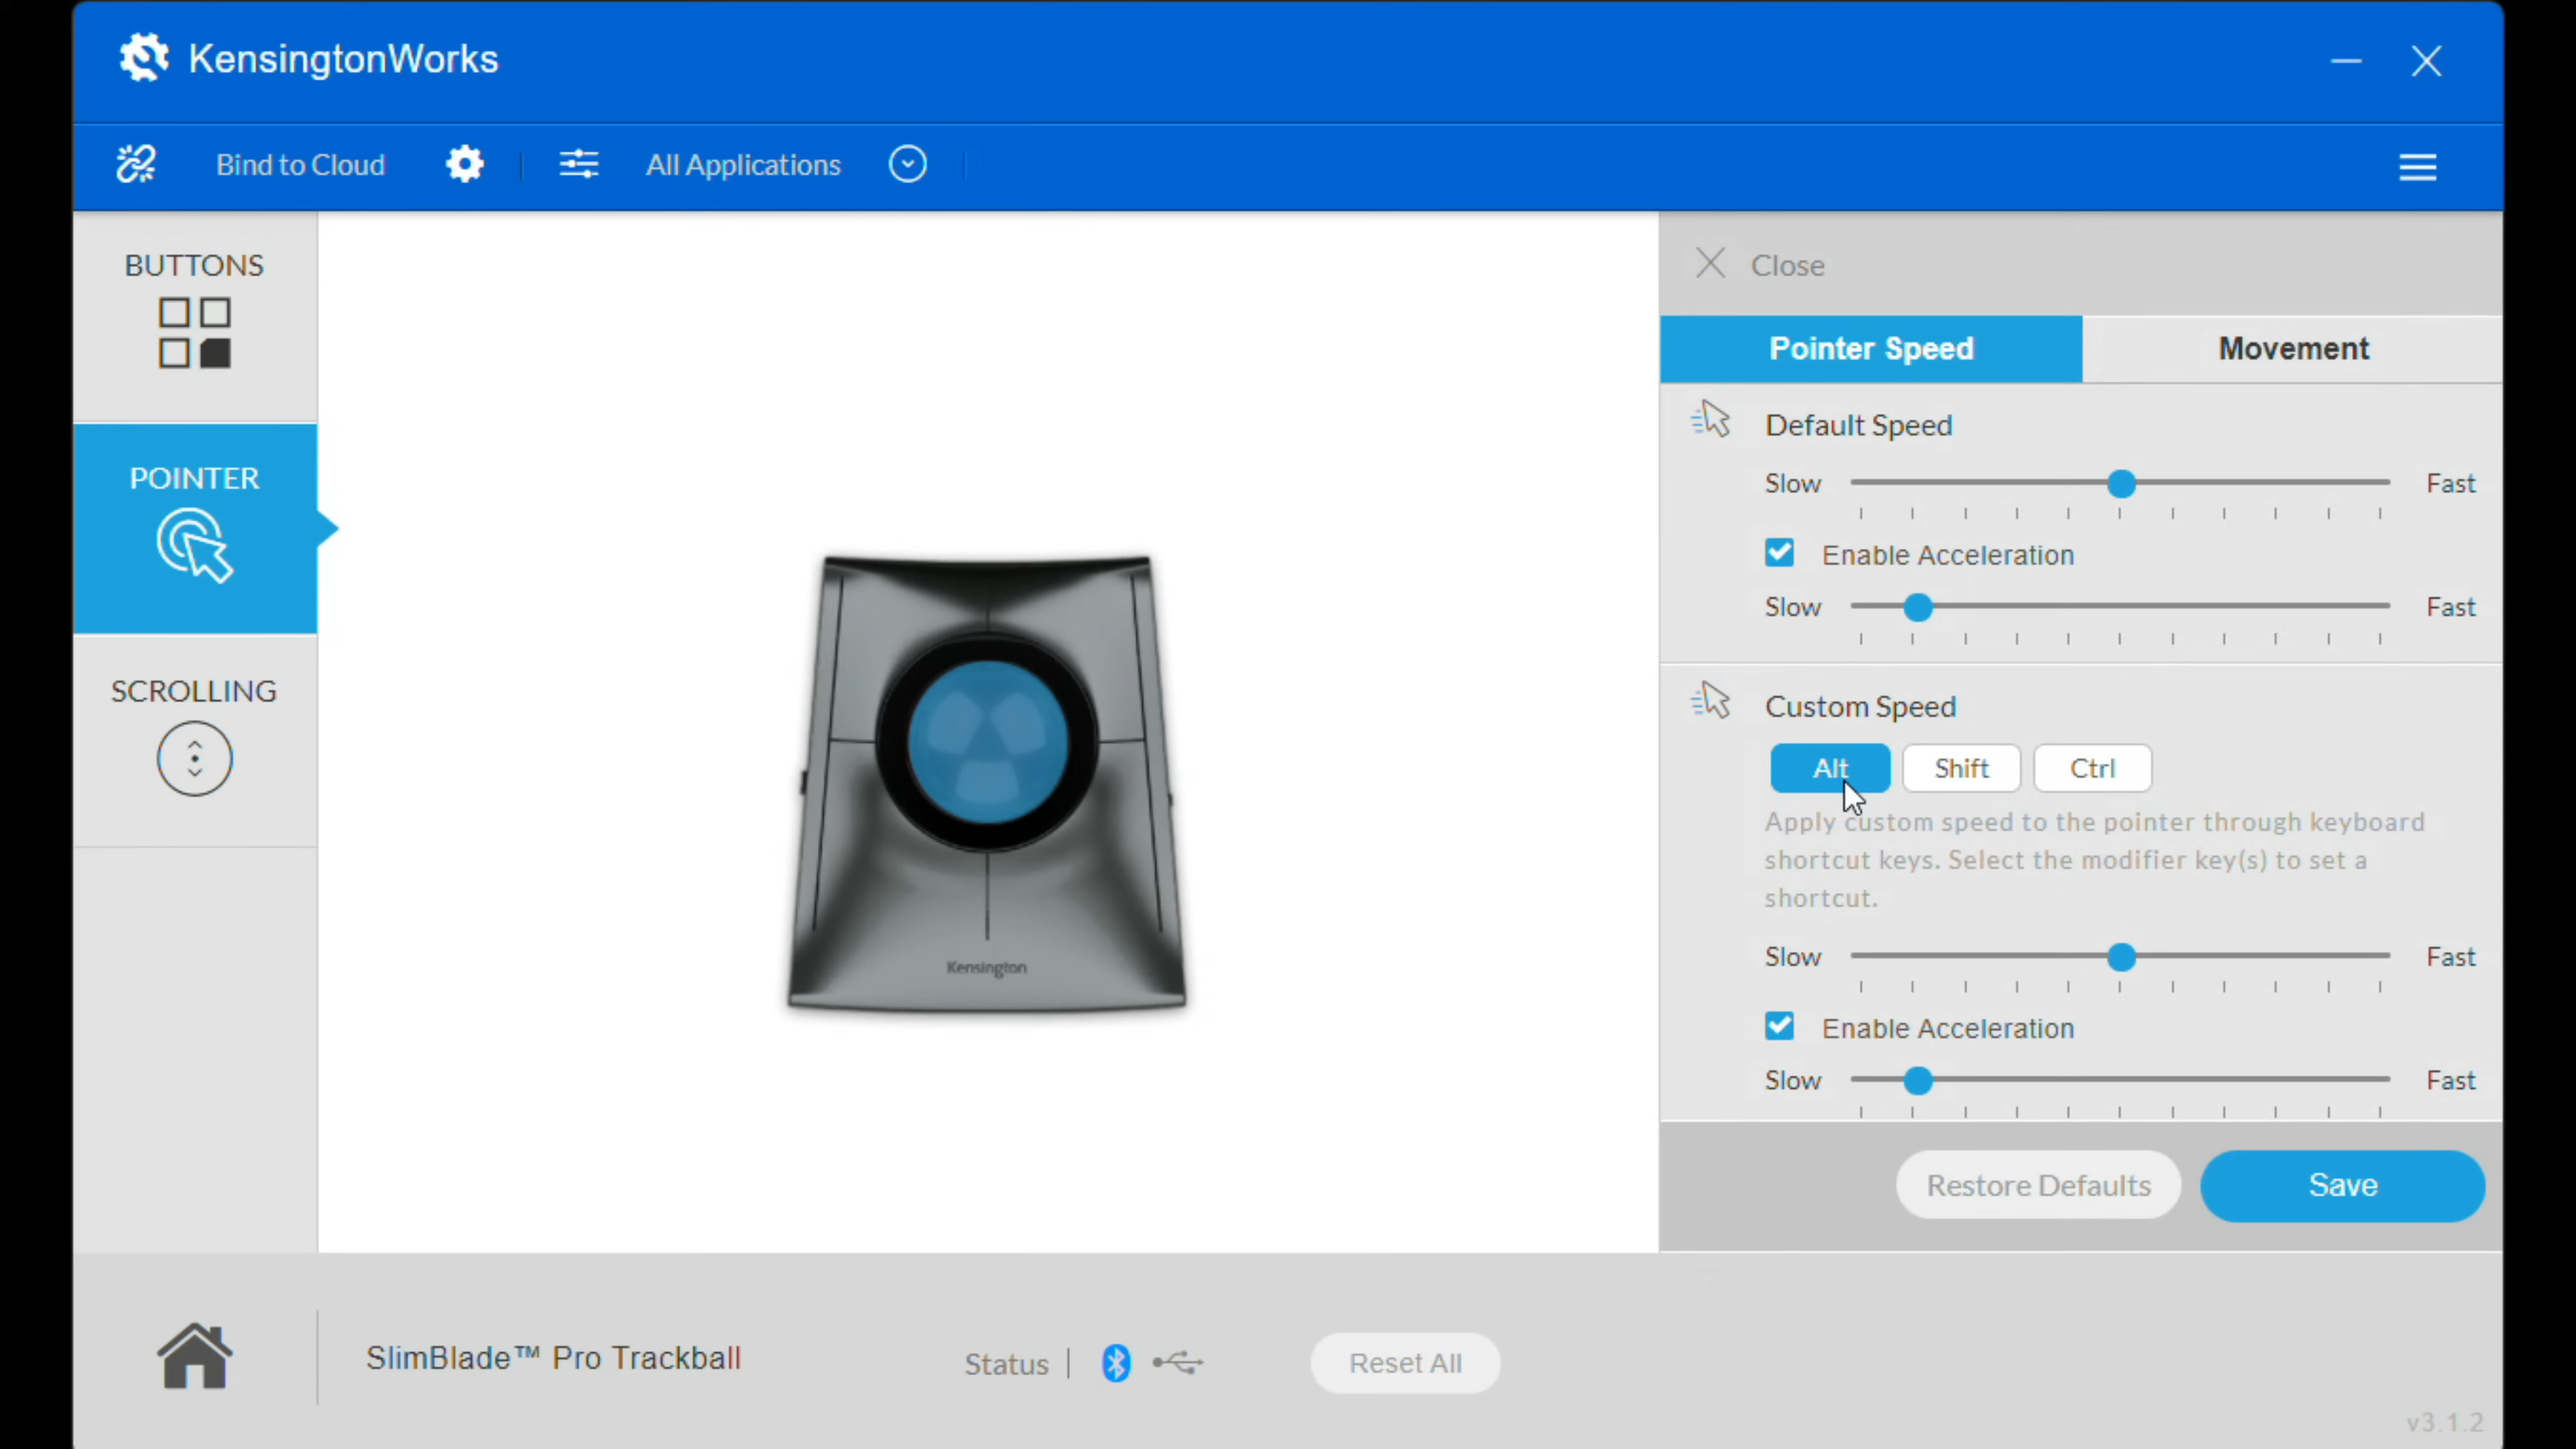 KensingtonWorks
Bind to Cloud
All Applications
BUTTONS
POINTER
SCROLLING
Kensington
Close
Pointer Speed
Movement
Default Speed
Slow
Fast
Enable Acceleration
Slow
Fast
Custom Speed
Alt
Shift
Ctrl
Apply custom speed to the pointer through keyboard
shortcut keys. Select the modifier key(s) to set a
shortcut.
Slow
Fast
Enable Acceleration
Slow
Fast
Restore Defaults
Save
SlimBlade™ Pro Trackball
Status
Reset All
v3.1.2